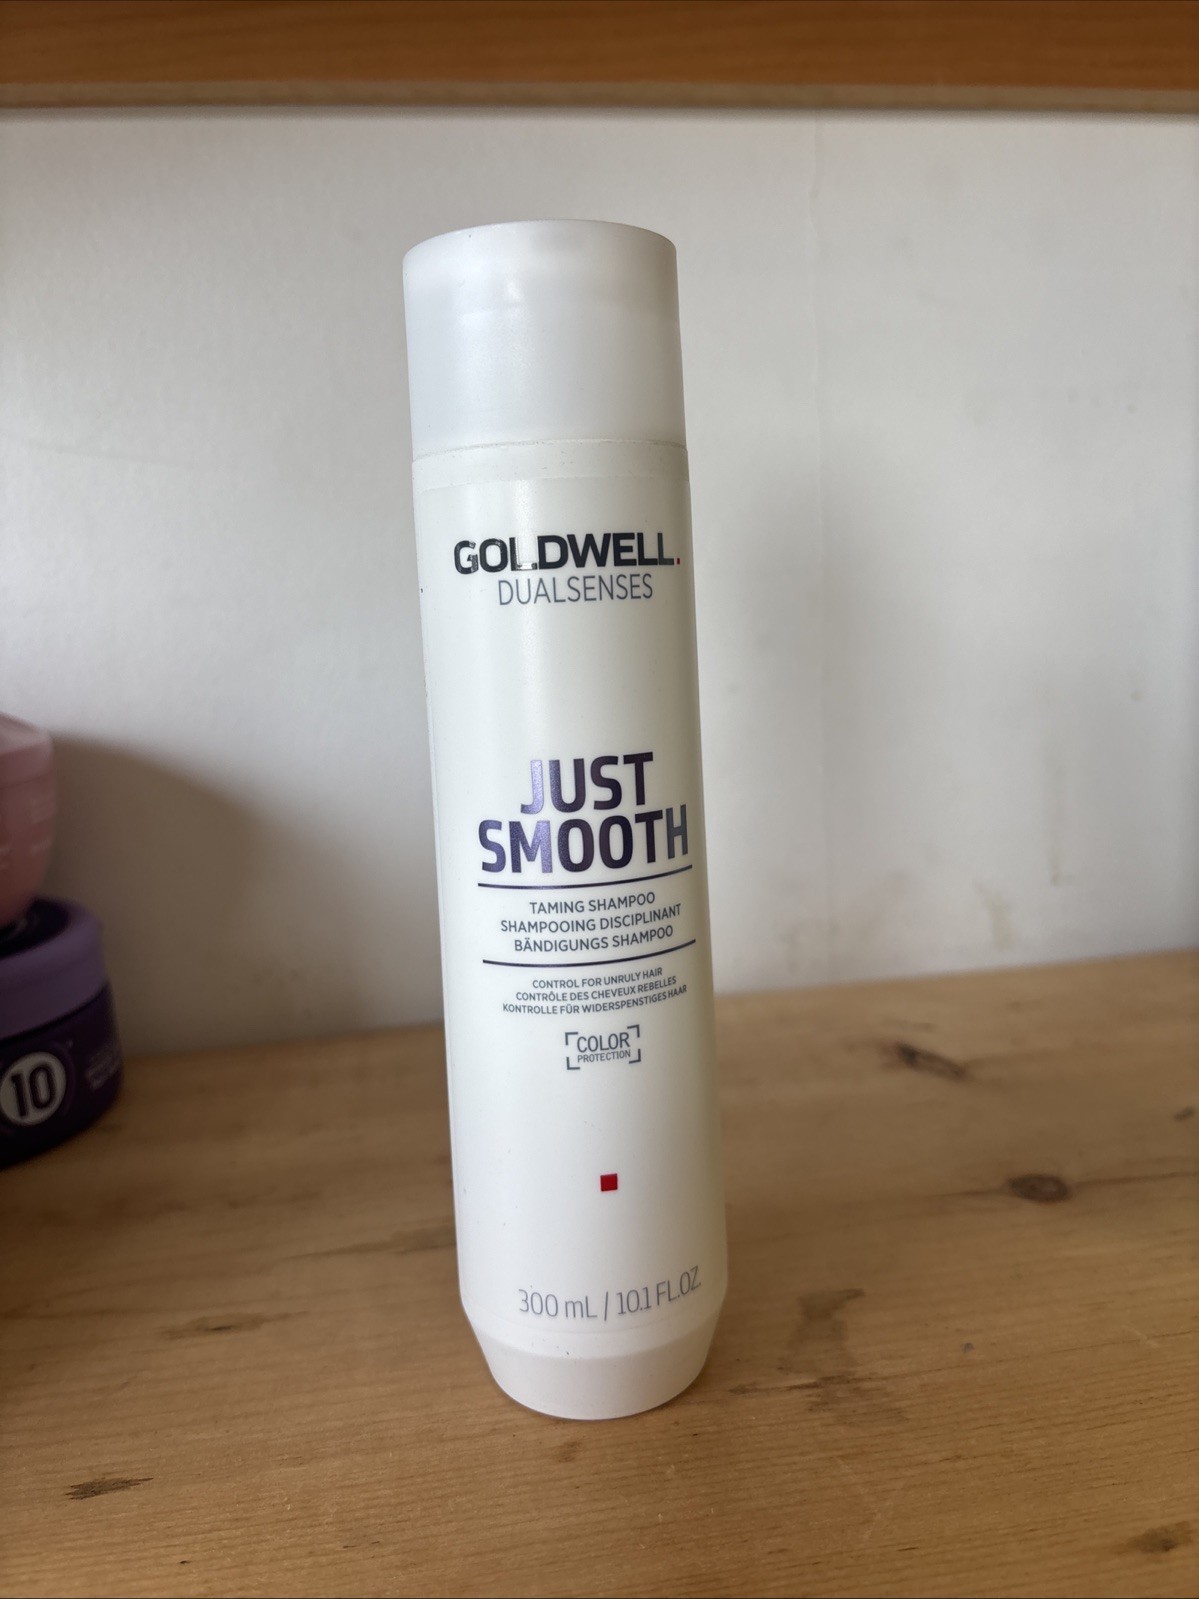 GOLDWELL.
DUALSENSES
JUST
SMOOTH
TAMING SHAMPOO
SHAMPOOING DISCIPLINANT
BÄNDIGUNGS SHAMPOO
CONTROL FOR UNRULY HAIR
CONTRÔLE DES CHEVEUX REBELLES
KONTROLLE FÜR WIDERSPENSTIGES HAAR
COLOR
PROTECTION
300 mL / 10.1 FL.OZ
10